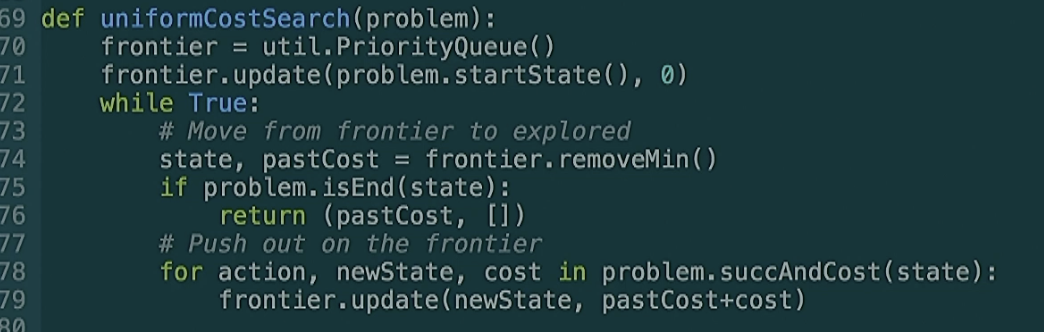 69 def uniformCostSearch(problem):
70     frontier = util.PriorityQueue()
71     frontier.update(problem.startState(), 0)
72     while True:
73         # Move from frontier to explored
74         state, pastCost = frontier.removeMin()
75         if problem.isEnd(state):
76             return (pastCost, [])
77         # Push out on the frontier
78         for action, newState, cost in problem.succAndCost(state):
79             frontier.update(newState, pastCost+cost)
80